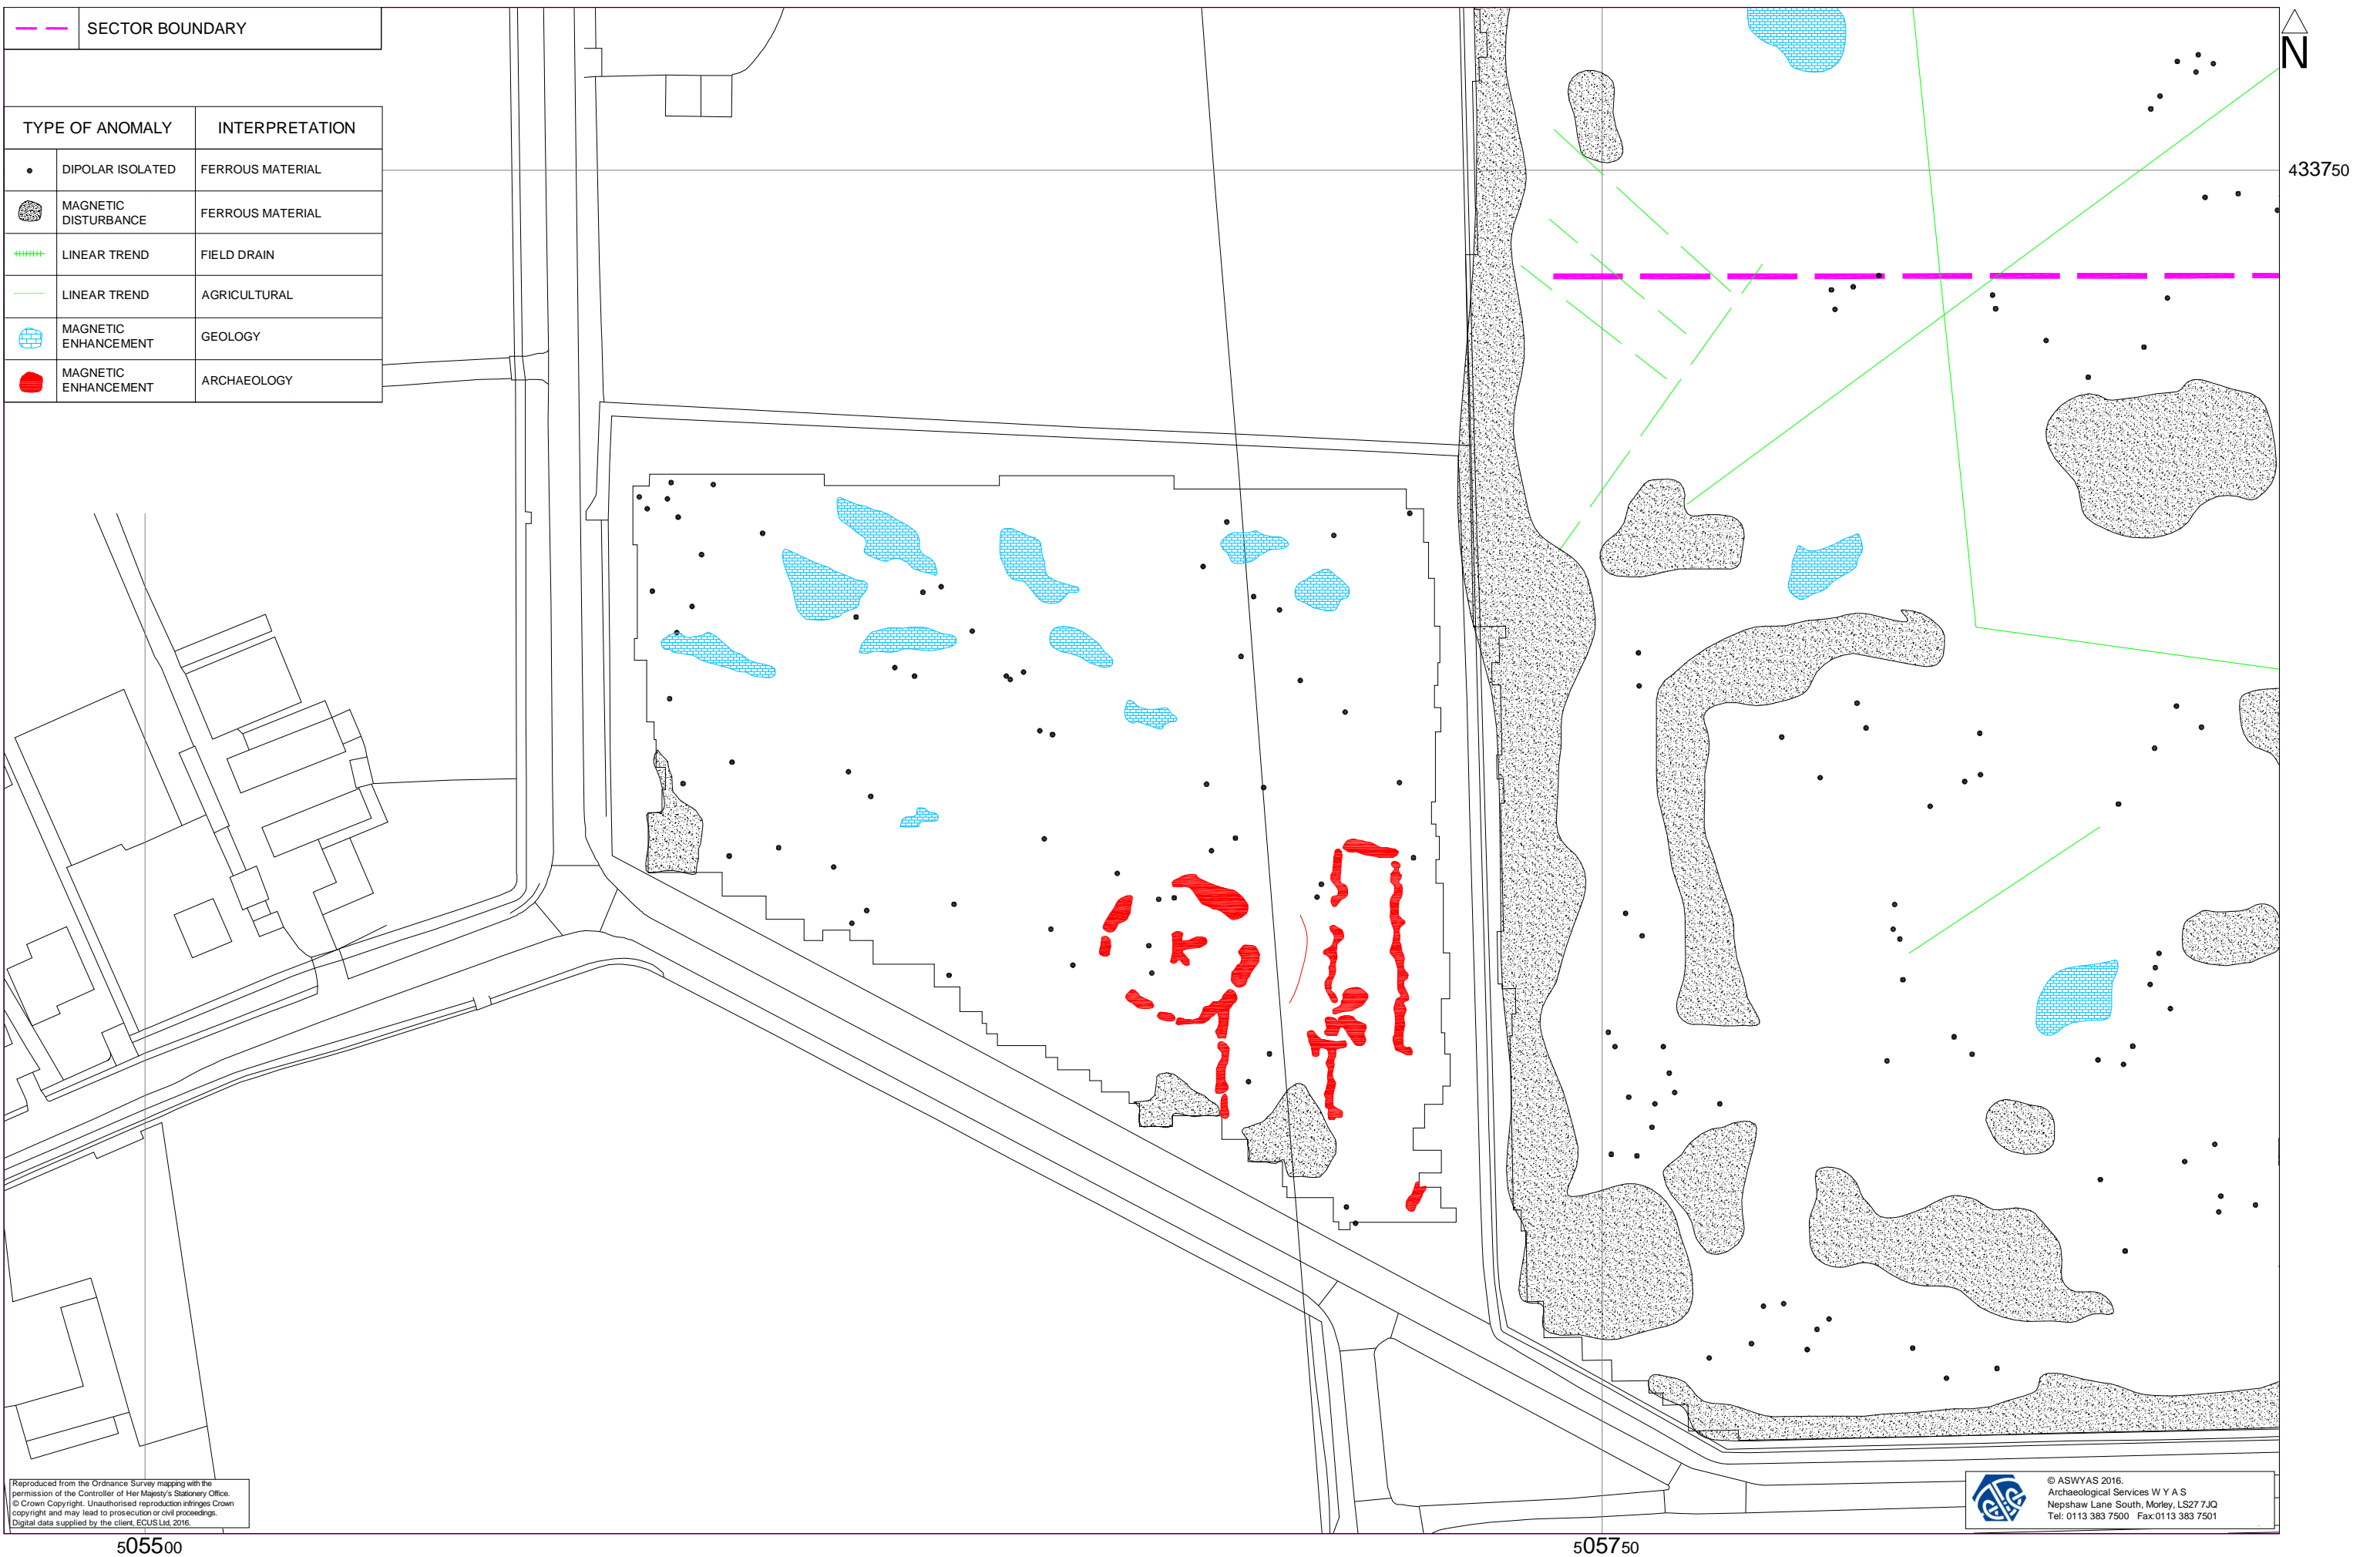 SECTOR BOUNDARY
N
TYPE OF ANOMALY INTERPRETATION
DIPOLAR ISOLATED FERROUS MATERIAL
MAGNETIC
DISTURBANCE
FERROUS MATERIAL
LINEAR TREND FIELD DRAIN
LINEAR TREND AGRICULTURAL
MAGNETIC
ENHANCEMENT
GEOLOGY
MAGNETIC
ENHANCEMENT
ARCHAEOLOGY
433750
Reproduced from the Ordnance Survey mapping with the
permission of the Controller of Her Majesty's Stationery Office.
© Crown Copyright. Unauthorised reproduction infringes Crown
copyright and may lead to prosecution or civil proceedings.
Digital data supplied by the client, ECUS Ltd, 2016.
© ASWYAS 2016.
Archaeological Services W Y A S
Nepshaw Lane South, Morley, LS27 7JQ
Tel: 0113 383 7500 Fax:0113 383 7501
505500
505750